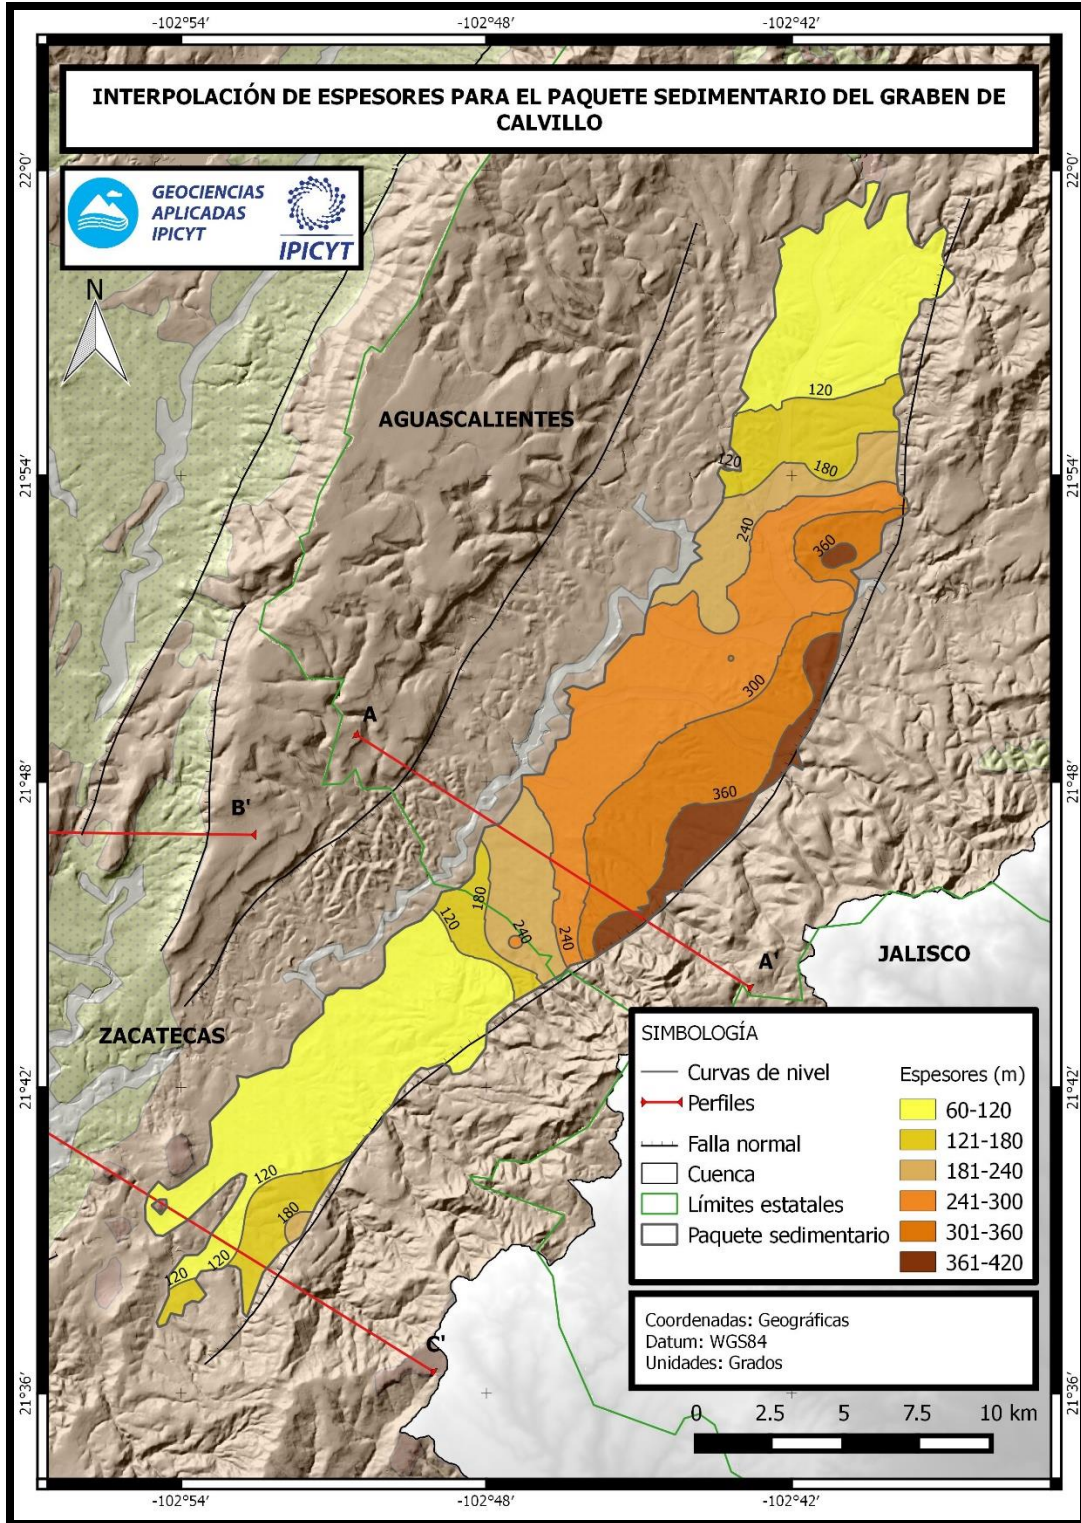 -102°54′ -102°48′ -102°42′
INTERPOLACIÓN DE ESPESORES PARA EL PAQUETE SEDIMENTARIO DEL GRABEN DE
CALVILLO
22°0′ 22°0′
GEOCIENCIAS
APLICADAS
IPICYT
IPICYT
N
120
AGUASCALIENTES
21°54′ 120 180 21°54′
240
360
300
A
21°48′ 21°48′
360
B'
180
120
240
240
A'
JALISCO
ZACATECAS
21°42′ 21°42′
120
180
120
120
C'
21°36′ 21°36′
SIMBOLOGÍA
Curvas de nivel
Perfiles
Falla normal
Cuenca
Límites estatales
Paquete sedimentario
Espesores (m)
60-120
121-180
181-240
241-300
301-360
361-420
Coordenadas: Geográficas
Datum: WGS84
Unidades: Grados
0 2.5 5 7.5 10 km
-102°54′ -102°48′ -102°42′